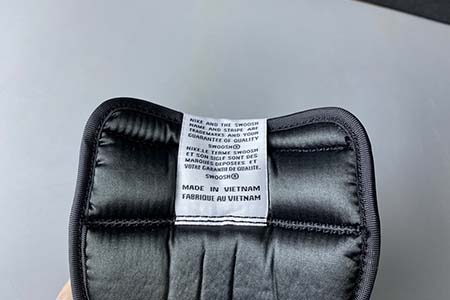 NIKE AND THE SWOOSH
NAME AND STRIPE ARE
TRADEMARKS AND YOUR
GUARANTEE OF QUALITY
SWOOSH®
NIKE.LE TERME SWOOSH
ET SON SIGLE SONT DES
MARQUES DEPOSEES ET
VOTRE GARANTIE DE QUALITE.
SWOOSH®
MADE IN VIETNAM
FABRIQUE AU VIETNAM